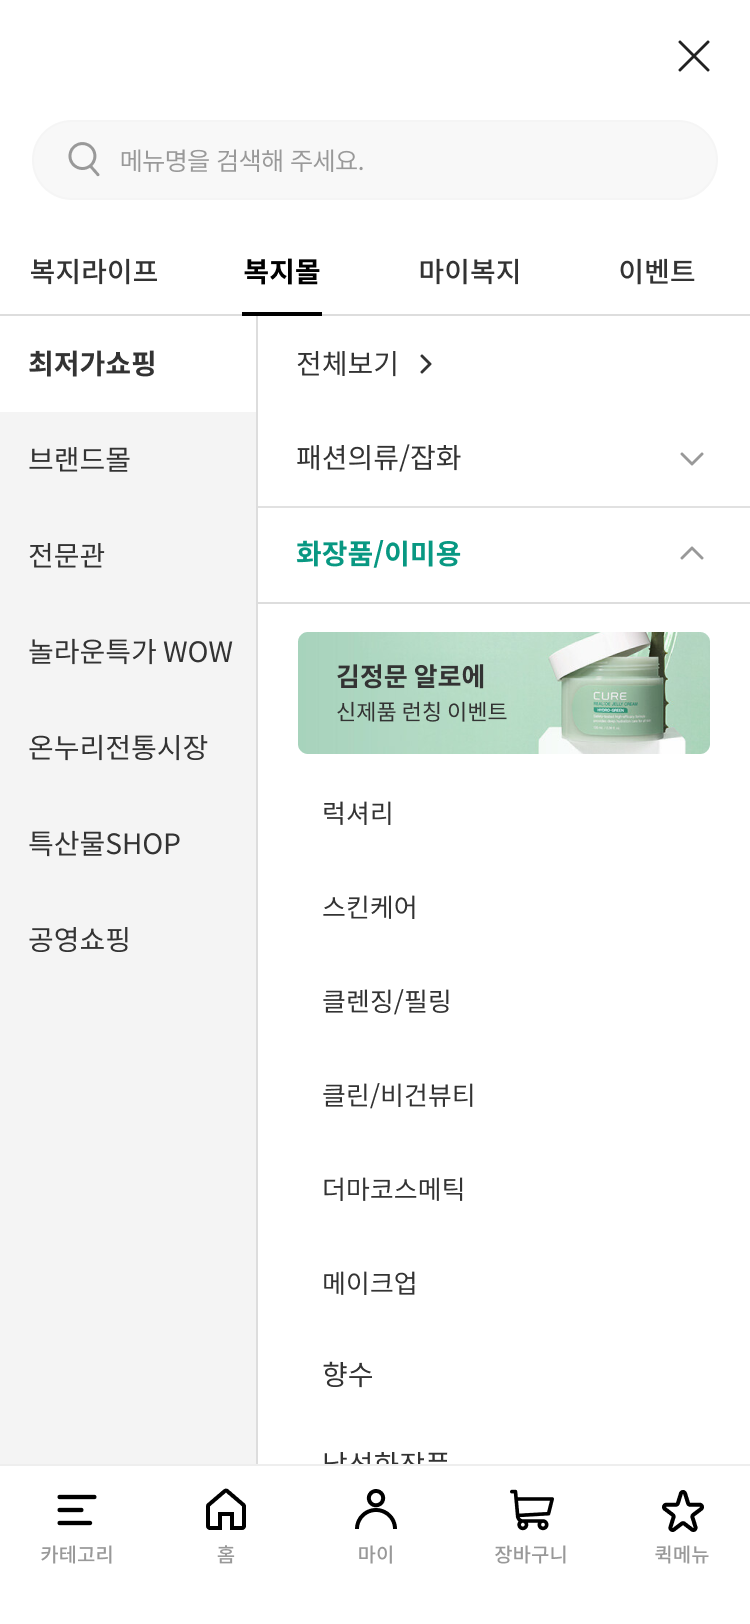 메뉴명을 검색해 주세요.
복지라이프
복지몰
마이복지
이벤트
최저가쇼핑
브랜드몰
전문관
놀라운특가 WOW
온누리전통시장
특산물SHOP
공영쇼핑
전체보기
패션의류/잡화
화장품/이미용
김정문 알로에
신제품 런칭 이벤트
CURE
HYDRO-GREEN
럭셔리
스킨케어
클렌징/필링
클린/비건뷰티
더마코스메틱
메이크업
향수
남성화장품
카테고리
홈
마이
장바구니
퀵메뉴